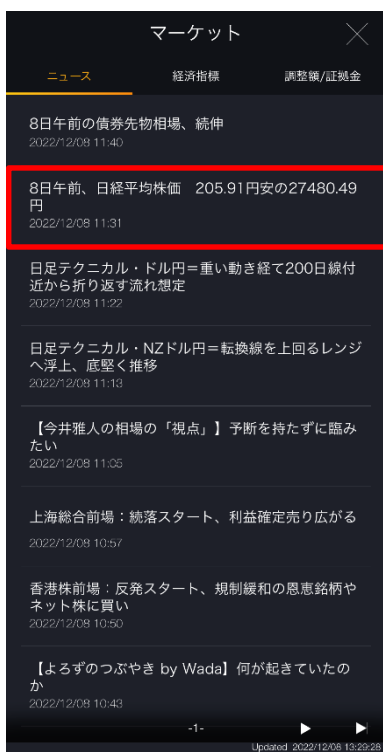 マーケット
ニュース 経済指標 調整額/証拠金
8日午前の債券先物相場、続伸
2022/12/08 11:40
8日午前、日経平均株価　205.91円安の27480.49
円
2022/12/08 11:31
日足テクニカル・ドル円＝重い動き経て200日線付
近から折り返す流れ想定
2022/12/08 11:22
日足テクニカル・NZドル円＝転換線を上回るレンジ
へ浮上、底堅く推移
2022/12/08 11:13
【今井雅人の相場の「視点」】予断を持たずに臨み
たい
2022/12/08 11:05
上海総合前場：続落スタート、利益確定売り広がる
2022/12/08 10:57
香港株前場：反発スタート、規制緩和の恩恵銘柄や
ネット株に買い
2022/12/08 10:50
【よろずのつぶやき by Wada】何が起きていたの
か
2022/12/08 10:43
-1-
Updated 2022/12/08 13:29:28